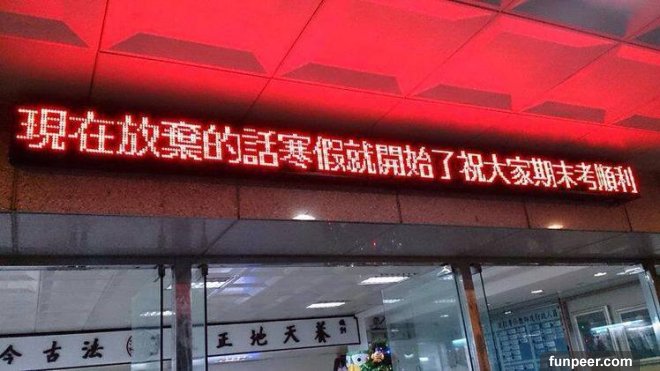 現在放棄的話寒假就開始了祝大家期末考順利
養天地正
法古今
funpeer.com